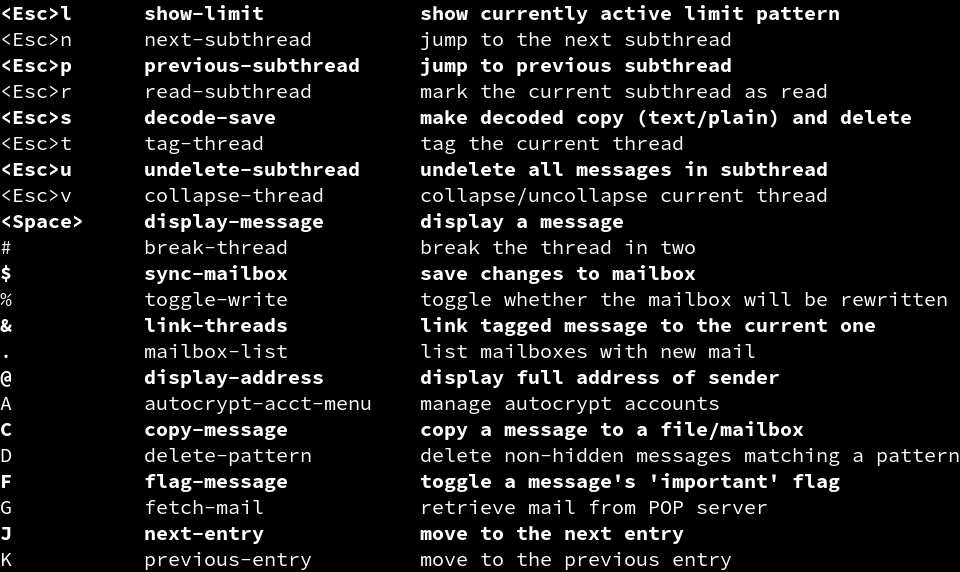 <Esc>l show-limit show currently active limit pattern
<Esc>n next-subthread jump to the next subthread
<Esc>p previous-subthread jump to previous subthread
<Esc>r read-subthread mark the current subthread as read
<Esc>s decode-save make decoded copy (text/plain) and delete
<Esc>t tag-thread tag the current thread
<Esc>u undelete-subthread undelete all messages in subthread
<Esc>v collapse-thread collapse/uncollapse current thread
<Space> display-message display a message
# break-thread break the thread in two
$ sync-mailbox save changes to mailbox
% toggle-write toggle whether the mailbox will be rewritten
& link-threads link tagged message to the current one
. mailbox-list list mailboxes with new mail
@ display-address display full address of sender
A autocrypt-acct-menu manage autocrypt accounts
C copy-message copy a message to a file/mailbox
D delete-pattern delete non-hidden messages matching a pattern
F flag-message toggle a message's 'important' flag
G fetch-mail retrieve mail from POP server
J next-entry move to the next entry
K previous-entry move to the previous entry